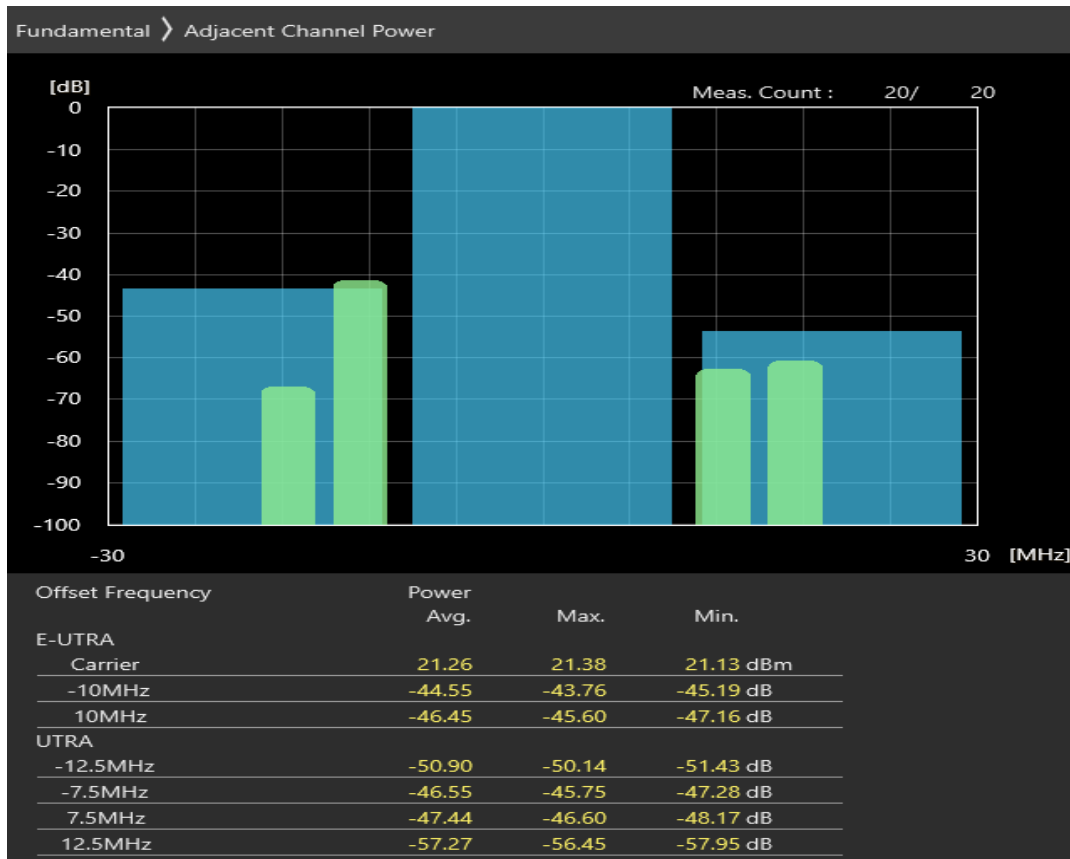 Fundamental 〉 Adjacent Channel Power
[dB]
Meas. Count : 20/ 20
0
-10
-20
-30
-40
-50
-60
-70
-80
-90
-100
-30 30 [MHz]
Offset Frequency Power
Avg. Max. Min.
E-UTRA
Carrier 21.26 21.38 21.13 dBm
-10MHz -44.55 -43.76 -45.19 dB
10MHz -46.45 -45.60 -47.16 dB
UTRA
-12.5MHz -50.90 -50.14 -51.43 dB
-7.5MHz -46.55 -45.75 -47.28 dB
7.5MHz -47.44 -46.60 -48.17 dB
12.5MHz -57.27 -56.45 -57.95 dB